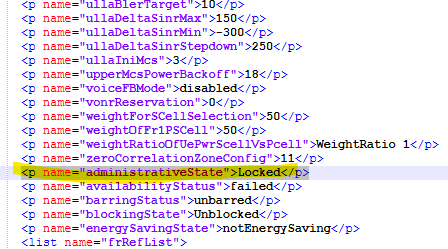 <p name="ullaBlerTarget">10</p>
<p name="ullaDeltaSinrMax">150</p>
<p name="ullaDeltaSinrMin">-300</p>
<p name="ullaDeltaSinrStepdown">250</p>
<p name="ullaIniMcs">3</p>
<p name="upperMcsPowerBackoff">18</p>
<p name="voiceFBMode">disabled</p>
<p name="vonrReservation">0</p>
<p name="weightForSCellSelection">50</p>
<p name="weightOfFr1PSCell">50</p>
<p name="weightRatioOfUePwrScellVsPcell">WeightRatio 1</p>
<p name="zeroCorrelationZoneConfig">11</p>
<p name="administrativeState">Locked</p>
<p name="availabilityStatus">failed</p>
<p name="barringStatus">unbarred</p>
<p name="blockingState">Unblocked</p>
<p name="energySavingState">notEnergySaving</p>
<list name="frRefList">